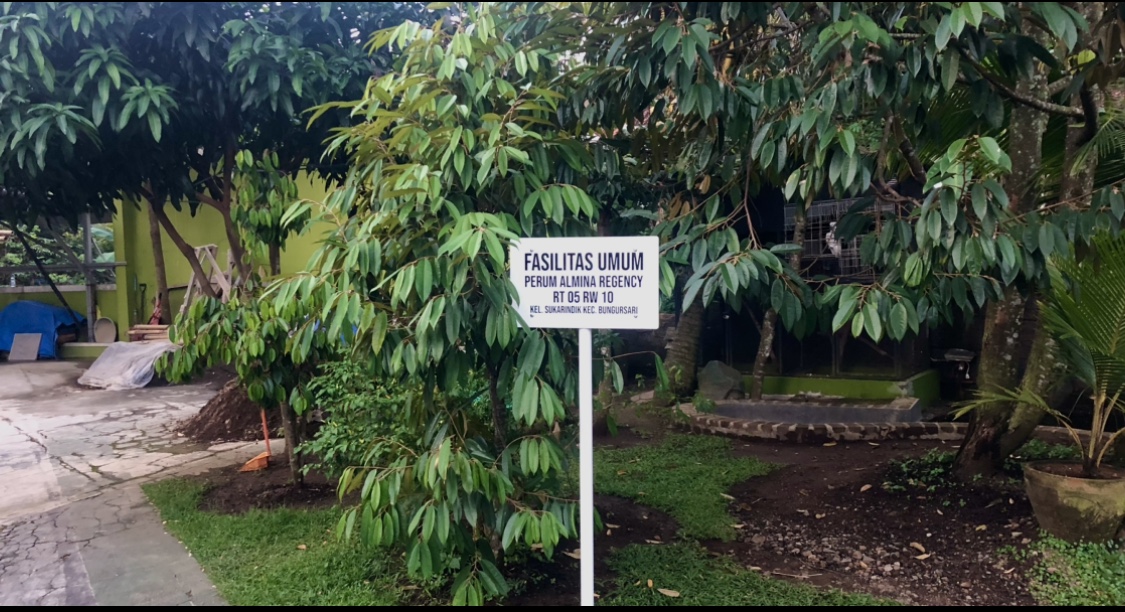 FASILITAS UMUM
PERUM ALMINA REGENCY
RT 05 RW 10
KEL. SUKARINDIK KEC. BUNGURSARI